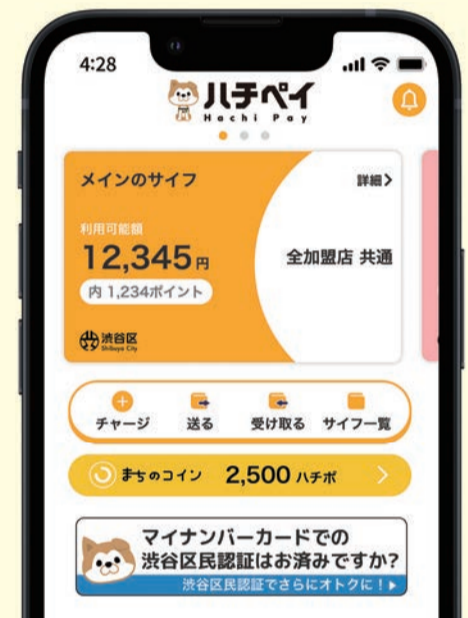 4:28
ハチペイ
Hachi Pay
メインのサイフ
詳細>
利用可能額
12,345円
全加盟店 共通
内 1,234ポイント
渋谷区
Shibuya City
チャージ 送る 受け取る サイフ一覧
まちのコイン 2,500 ハチポ >
マイナンバーカードでの
渋谷区民認証はお済みですか?
渋谷区民認証でさらにオトクに!▶